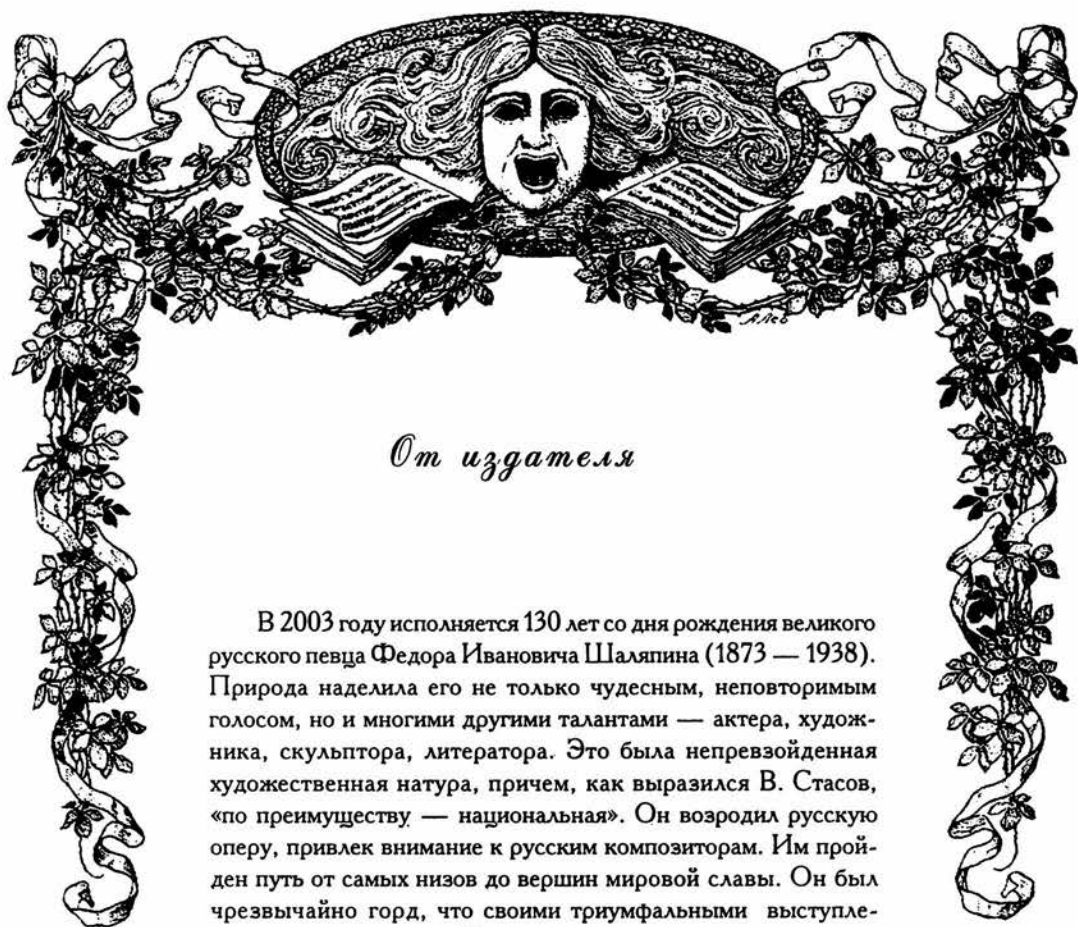 От издателя
В 2003 году исполняется 130 лет со дня рождения великого
русского певца Федора Ивановича Шаляпина (1873 — 1938).
Природа наделила его не только чудесным, неповторимым
голосом, но и многими другими талантами — актера, худож-
ника, скульптора, литератора. Это была непревзойденная
художественная натура, причем, как выразился В. Стасов,
«по преимуществу — национальная». Он возродил русскую
оперу, привлек внимание к русским композиторам. Им прой-
ден путь от самых низов до вершин мировой славы. Он был
чрезвычайно горд, что своими триумфальными выступле-